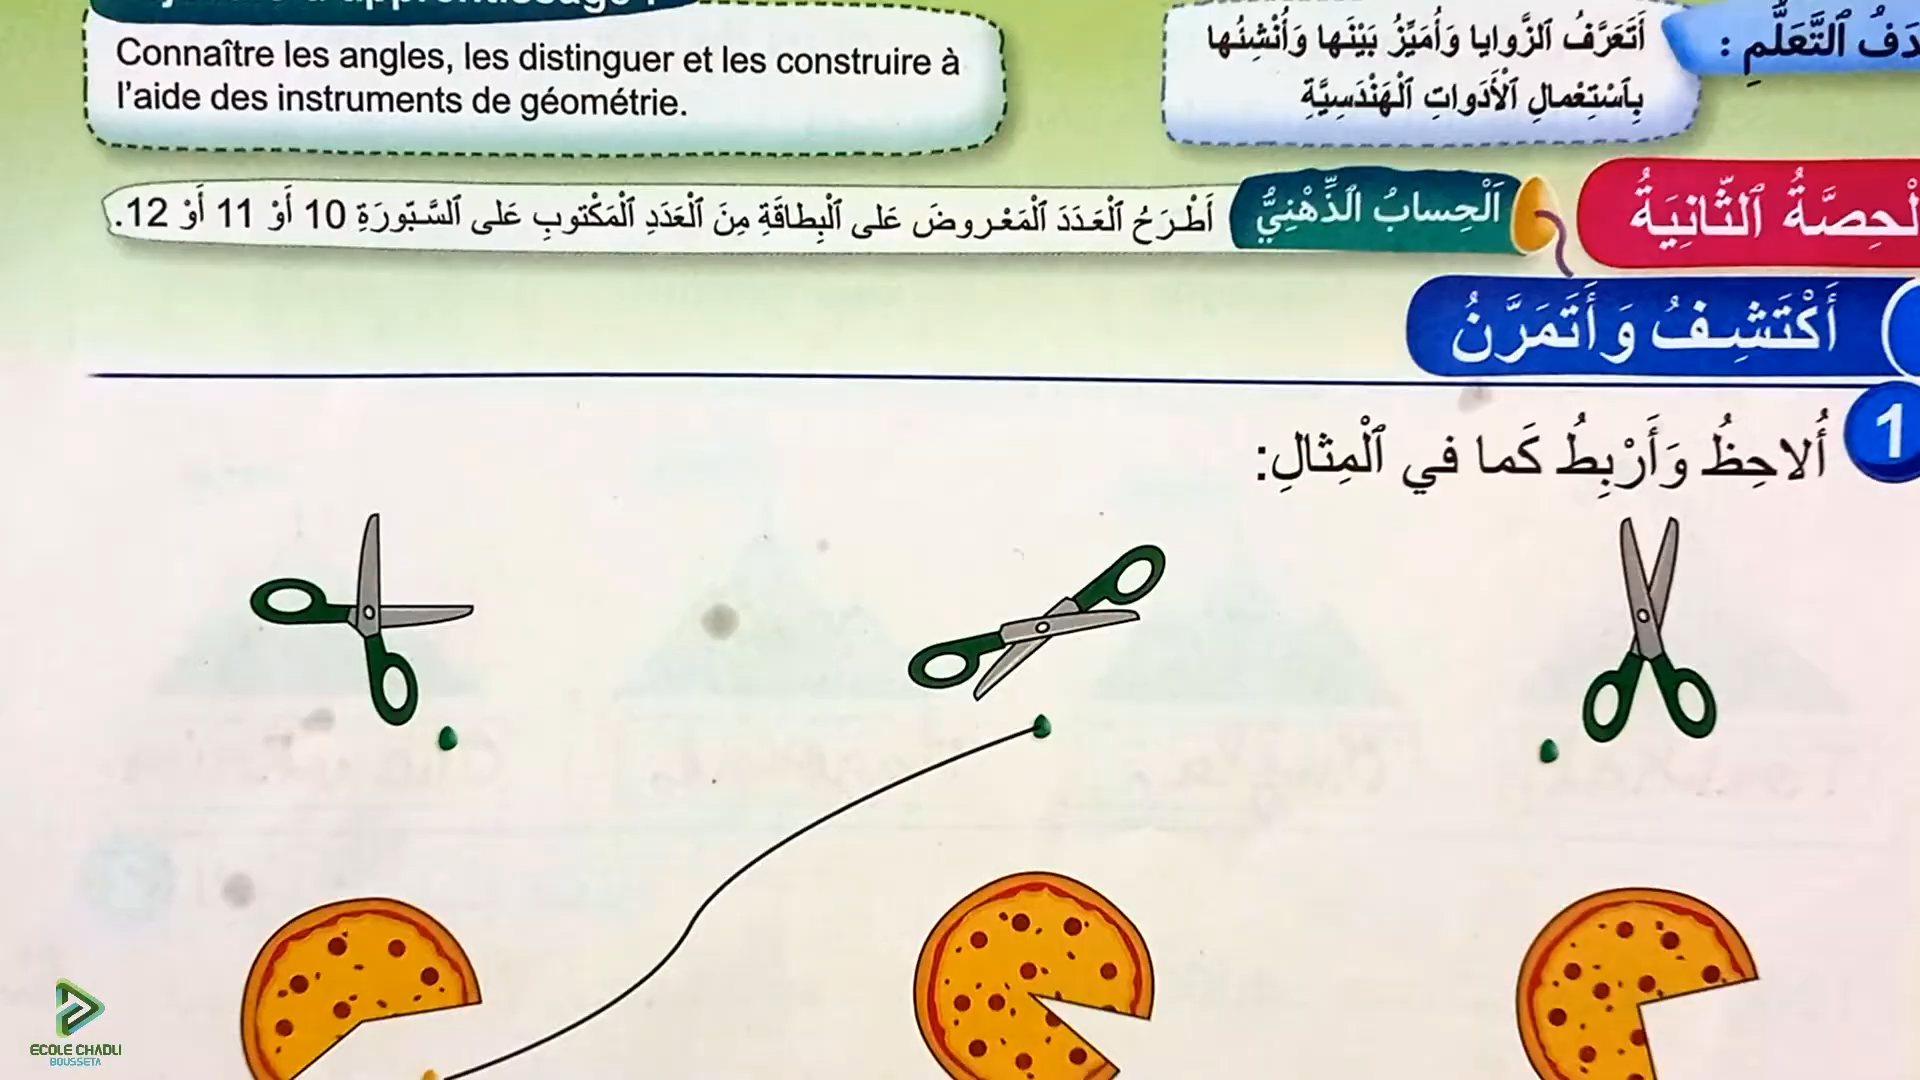 هَدَفُ ٱلتَّعَلُّمِ :
أَتَعَرَّفُ ٱلزَّوايا وَأُمَيِّزُ بَيْنَها وَأُنْشِئُها
بِٱسْتِعْمالِ ٱلْأَدَواتِ ٱلْهَنْدَسِيَّةِ
d'apprentissage :
Connaître les angles, les distinguer et les construire à
l'aide des instruments de géométrie.
اَلْحِصَّةُ ٱلثّانِيَةُ
اَلْحِسابُ ٱلذِّهْنِيُّ
أَطْرَحُ ٱلْعَدَدَ ٱلْمَعْروضَ عَلى ٱلْبِطاقَةِ مِنَ ٱلْعَدَدِ ٱلْمَكْتوبِ عَلى ٱلسَّبّورَةِ 10 أَوْ 11 أَوْ 12.
أَكْتَشِفُ وَ أَتَمَرَّنُ
1 أُلاحِظُ وَأَرْبِطُ كَما في ٱلْمِثالِ:
ECOLE CHADLI
BOUSSETA